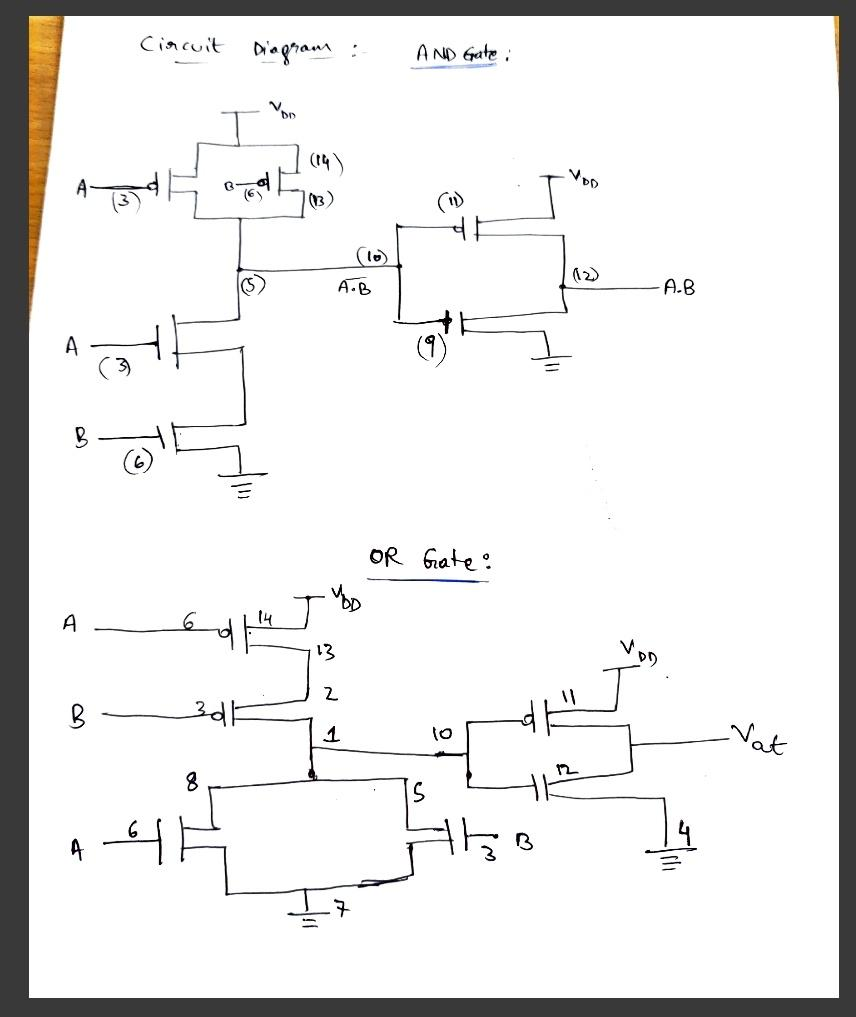 Circuit Diagram :- AND Gate :
VDD
A (3) B (6) (14)
(13)
(11) VDD
(10)
(5) A.B (12) A.B
A (3)
(9)
B (6)
OR Gate :
VDD
A 6 14
13
B 3 2
1 10
VDD
11
Vat
12
8 5
A 6 3 B
4
7